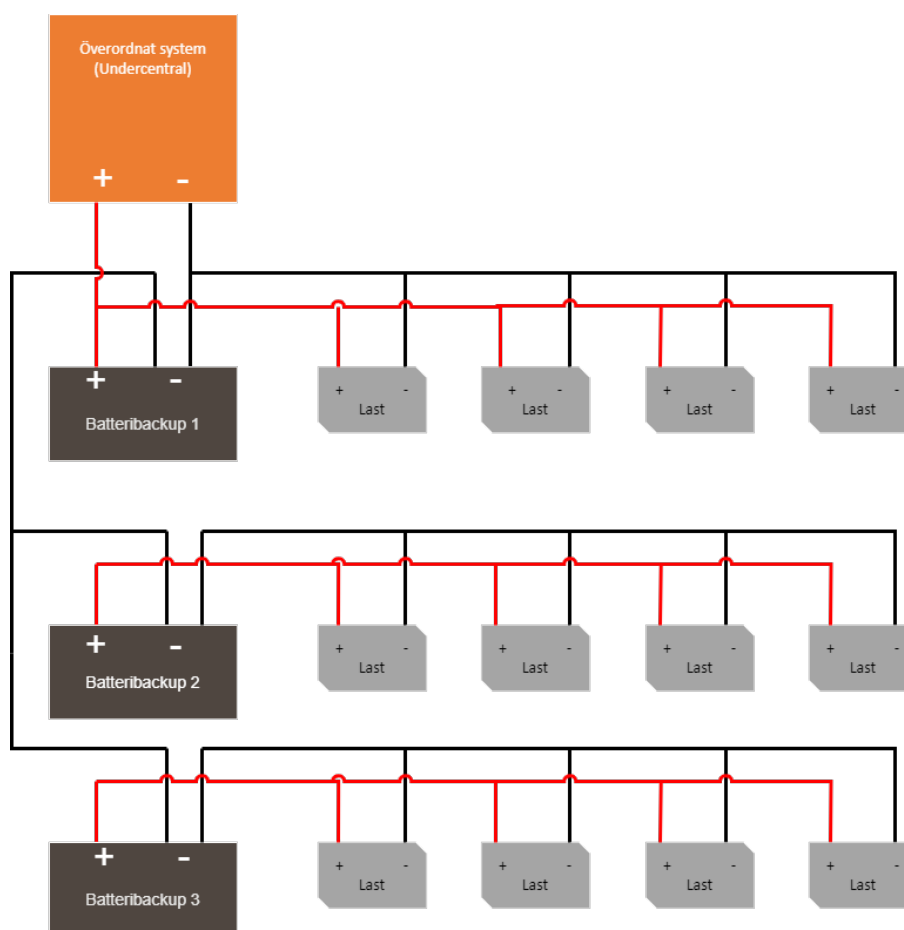 Överordnat system
(Undercentral)
+ -
+ -
Batteribackup 1
+ -
Last
+ -
Last
+ -
Last
+ -
Last
+ -
Batteribackup 2
+ -
Last
+ -
Last
+ -
Last
+ -
Last
+ -
Batteribackup 3
+ -
Last
+ -
Last
+ -
Last
+ -
Last